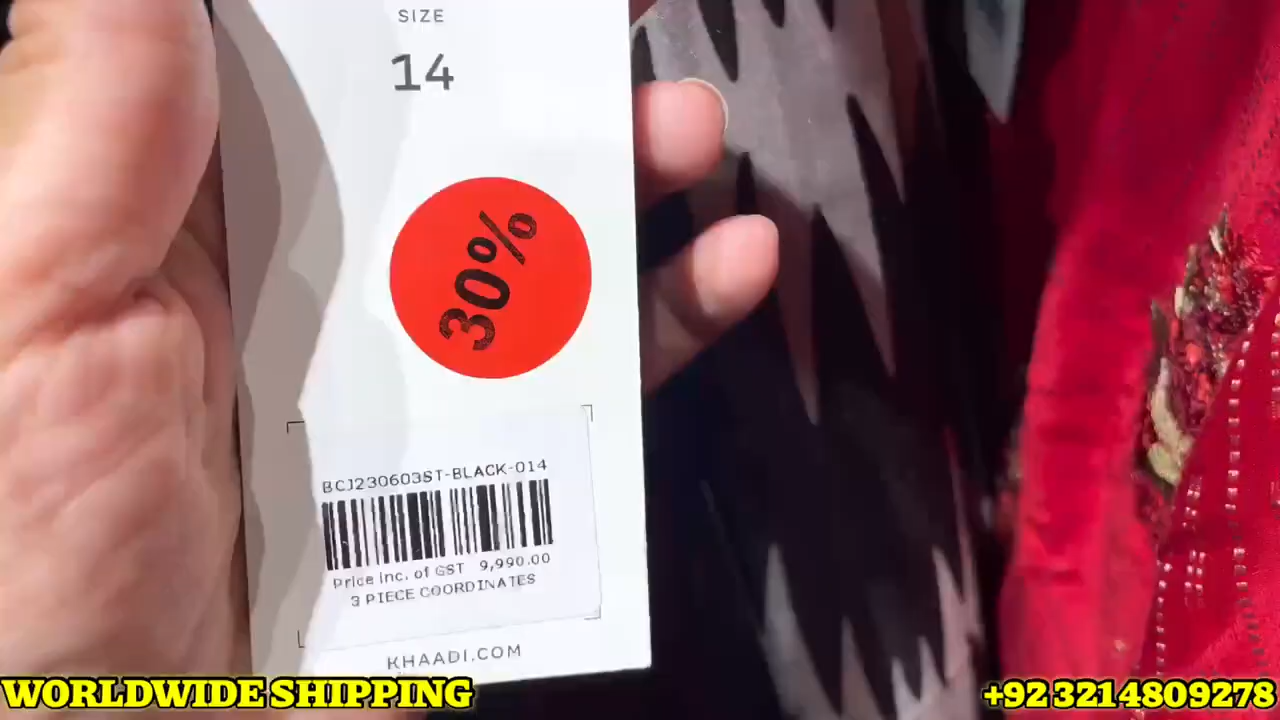 SIZE
14
30%
BCJ230603ST-BLACK-014
Price inc. of GST 9,990.00
3 PIECE COORDINATES
KHAADI.COM
WORLDWIDE SHIPPING
+92 3214809278